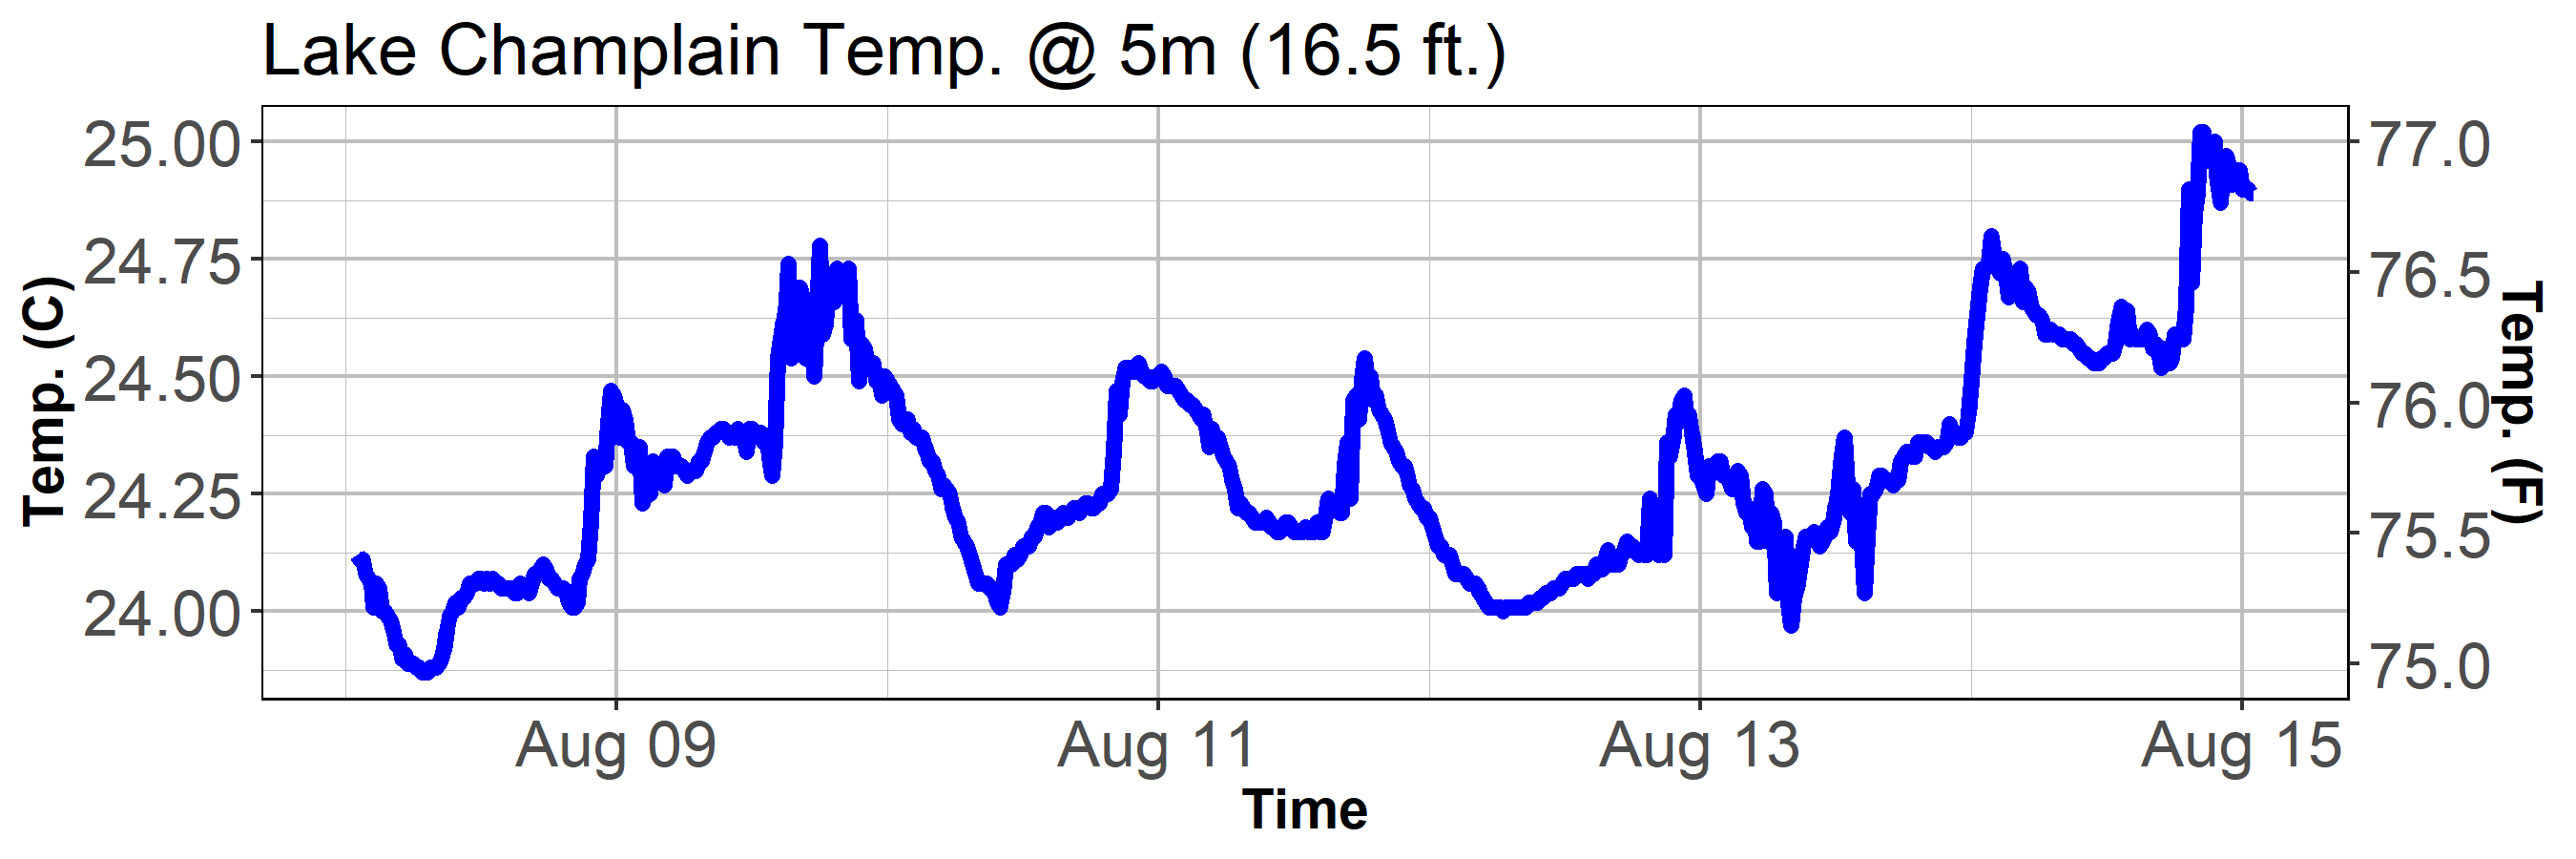 Lake Champlain Temp. @ 5m (16.5 ft.)
Temp. (C)
25.00
24.75
24.50
24.25
24.00
77.0
76.5
76.0
75.5
75.0
Temp. (F)
Aug 09 Aug 11 Aug 13 Aug 15
Time